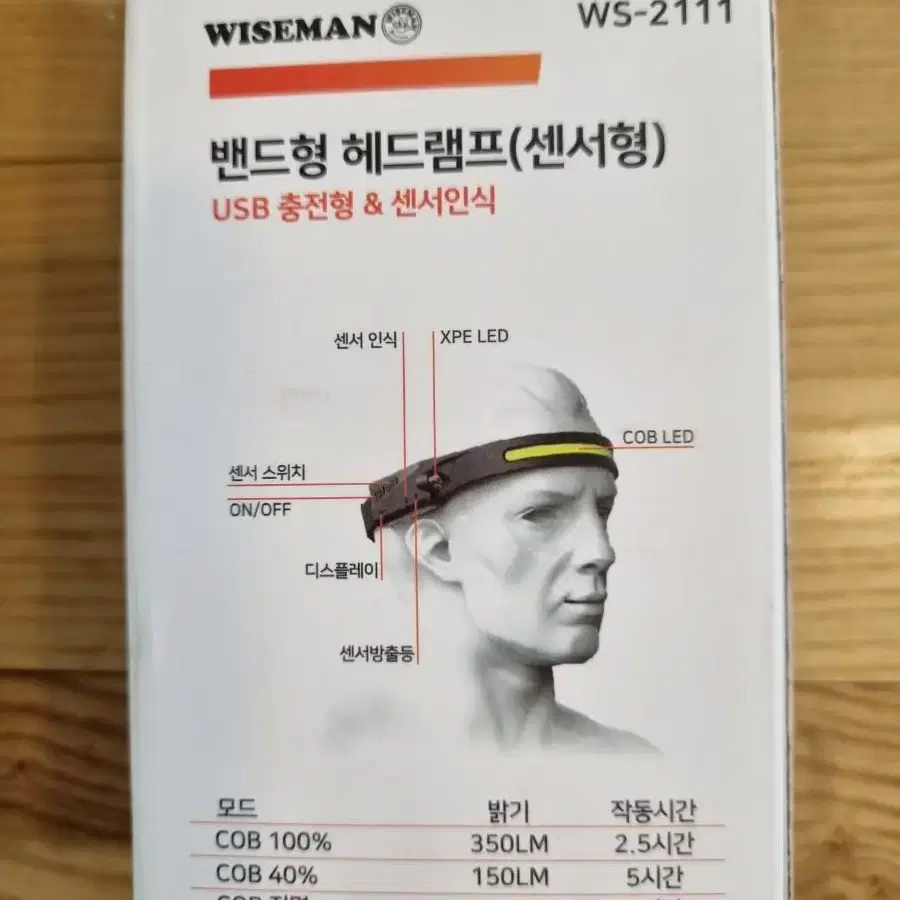 WISEMAN
WS-2111
밴드형 헤드램프(센서형)
USB 충전형 & 센서인식
센서 인식
XPE LED
COB LED
센서 스위치
ON/OFF
디스플레이
센서방출등
모드 밝기 작동시간
COB 100% 350LM 2.5시간
COB 40% 150LM 5시간